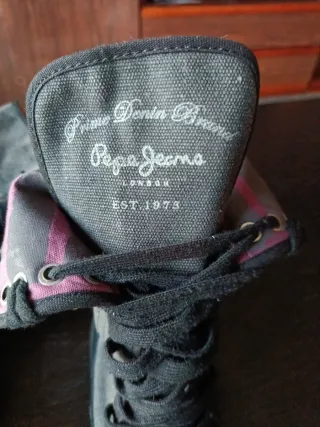 Prime Denim Brand
Pepe Jeans
LONDON
EST. 1973